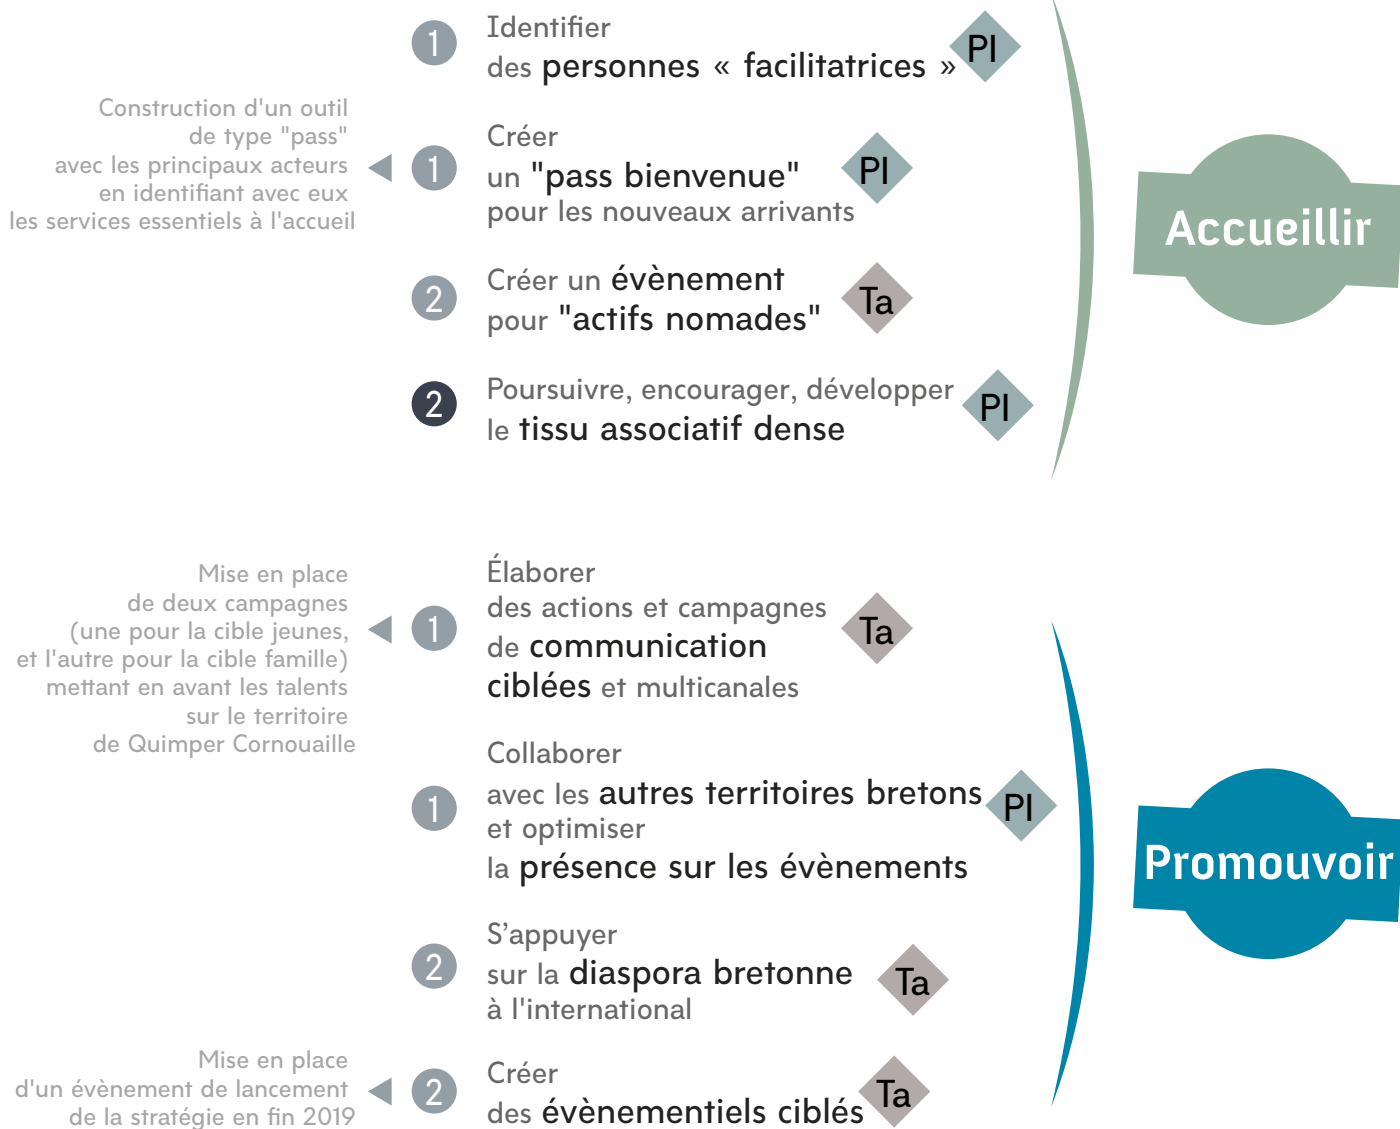 1
Identifier
des personnes « facilitatrices »
PI
Construction d'un outil
de type "pass"
avec les principaux acteurs
en identifiant avec eux
les services essentiels à l'accueil
1
Créer
un "pass bienvenue"
pour les nouveaux arrivants
PI
2
Créer un évènement
pour "actifs nomades"
Ta
2
Poursuivre, encourager, développer
le tissu associatif dense
PI
Accueillir
Mise en place
de deux campagnes
(une pour la cible jeunes,
et l'autre pour la cible famille)
mettant en avant les talents
sur le territoire
de Quimper Cornouaille
1
Élaborer
des actions et campagnes
de communication
ciblées et multicanales
Ta
1
Collaborer
avec les autres territoires bretons
et optimiser
la présence sur les évènements
PI
2
S’appuyer
sur la diaspora bretonne
à l'international
Ta
Mise en place
d'un évènement de lancement
de la stratégie en fin 2019
2
Créer
des évènementiels ciblés
Ta
Promouvoir